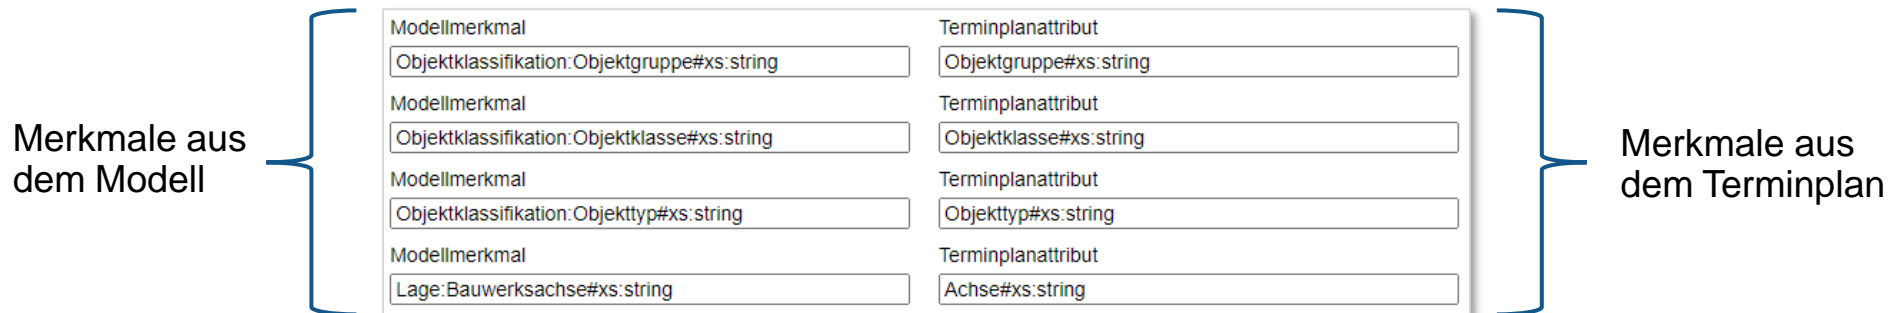 Merkmale aus
dem Modell
Modellmerkmal
Terminplanattribut
Objektklassifikation:Objektgruppe#xs:string
Objektgruppe#xs:string
Modellmerkmal
Terminplanattribut
Objektklassifikation:Objektklasse#xs:string
Objektklasse#xs:string
Modellmerkmal
Terminplanattribut
Objektklassifikation:Objekttyp#xs:string
Objekttyp#xs:string
Modellmerkmal
Terminplanattribut
Lage:Bauwerksachse#xs:string
Achse#xs:string
Merkmale aus
dem Terminplan